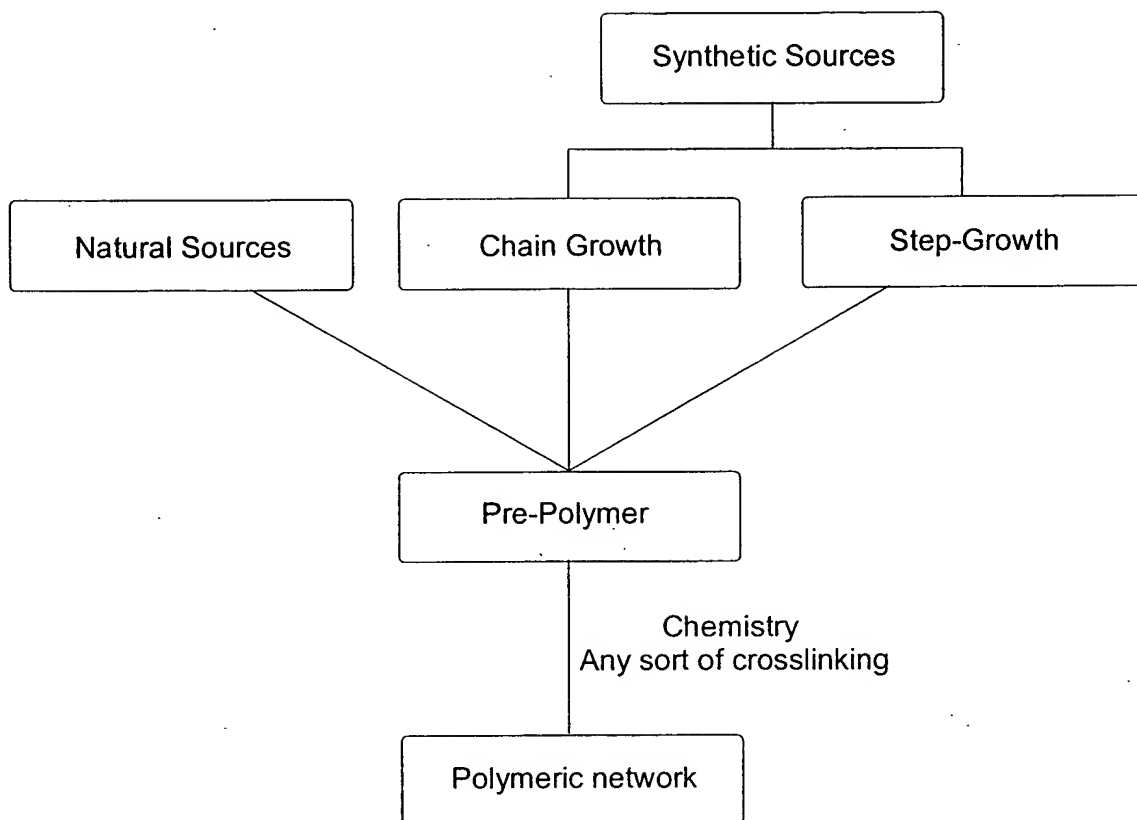 Synthetic Sources
Natural Sources
Chain Growth
Step-Growth
Pre-Polymer
Chemistry
Any sort of crosslinking
Polymeric network